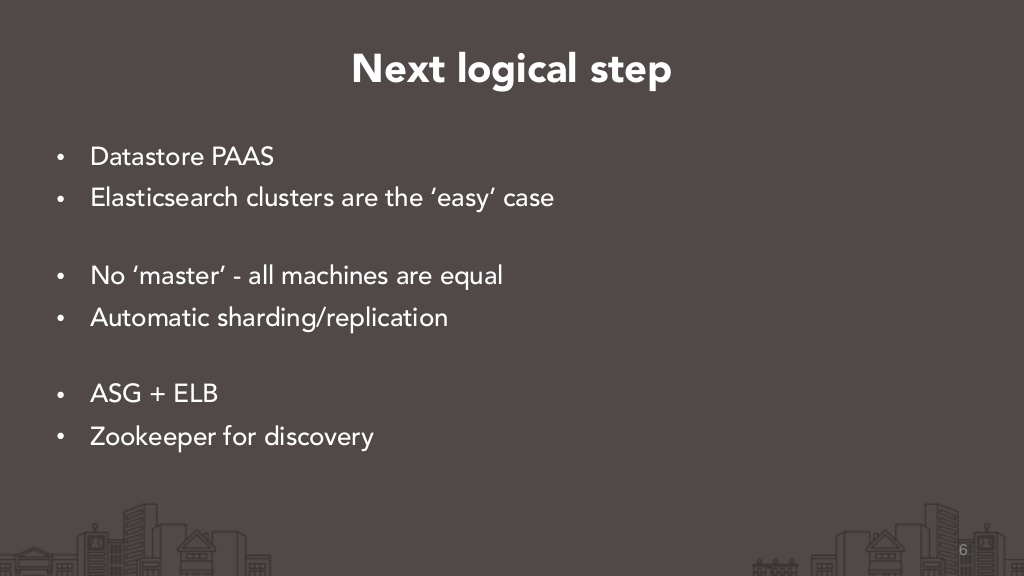 Next logical step
• Datastore PAAS
• Elasticsearch clusters are the ‘easy’ case
• No ‘master’ - all machines are equal
• Automatic sharding/replication
• ASG + ELB
• Zookeeper for discovery
6